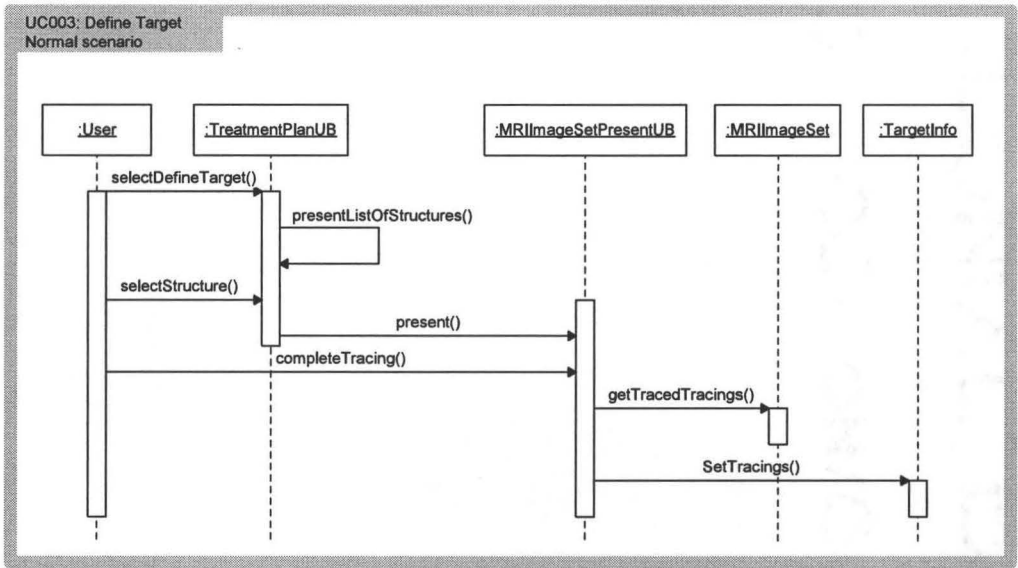 UC003: Define Target
Normal scenario
:User
:TreatmentPlanUB
:MRIImageSetPresentUB
:MRIImageSet
:TargetInfo
selectDefineTarget()
presentListOfStructures()
selectStructure()
present()
completeTracing()
getTracedTracings()
SetTracings()